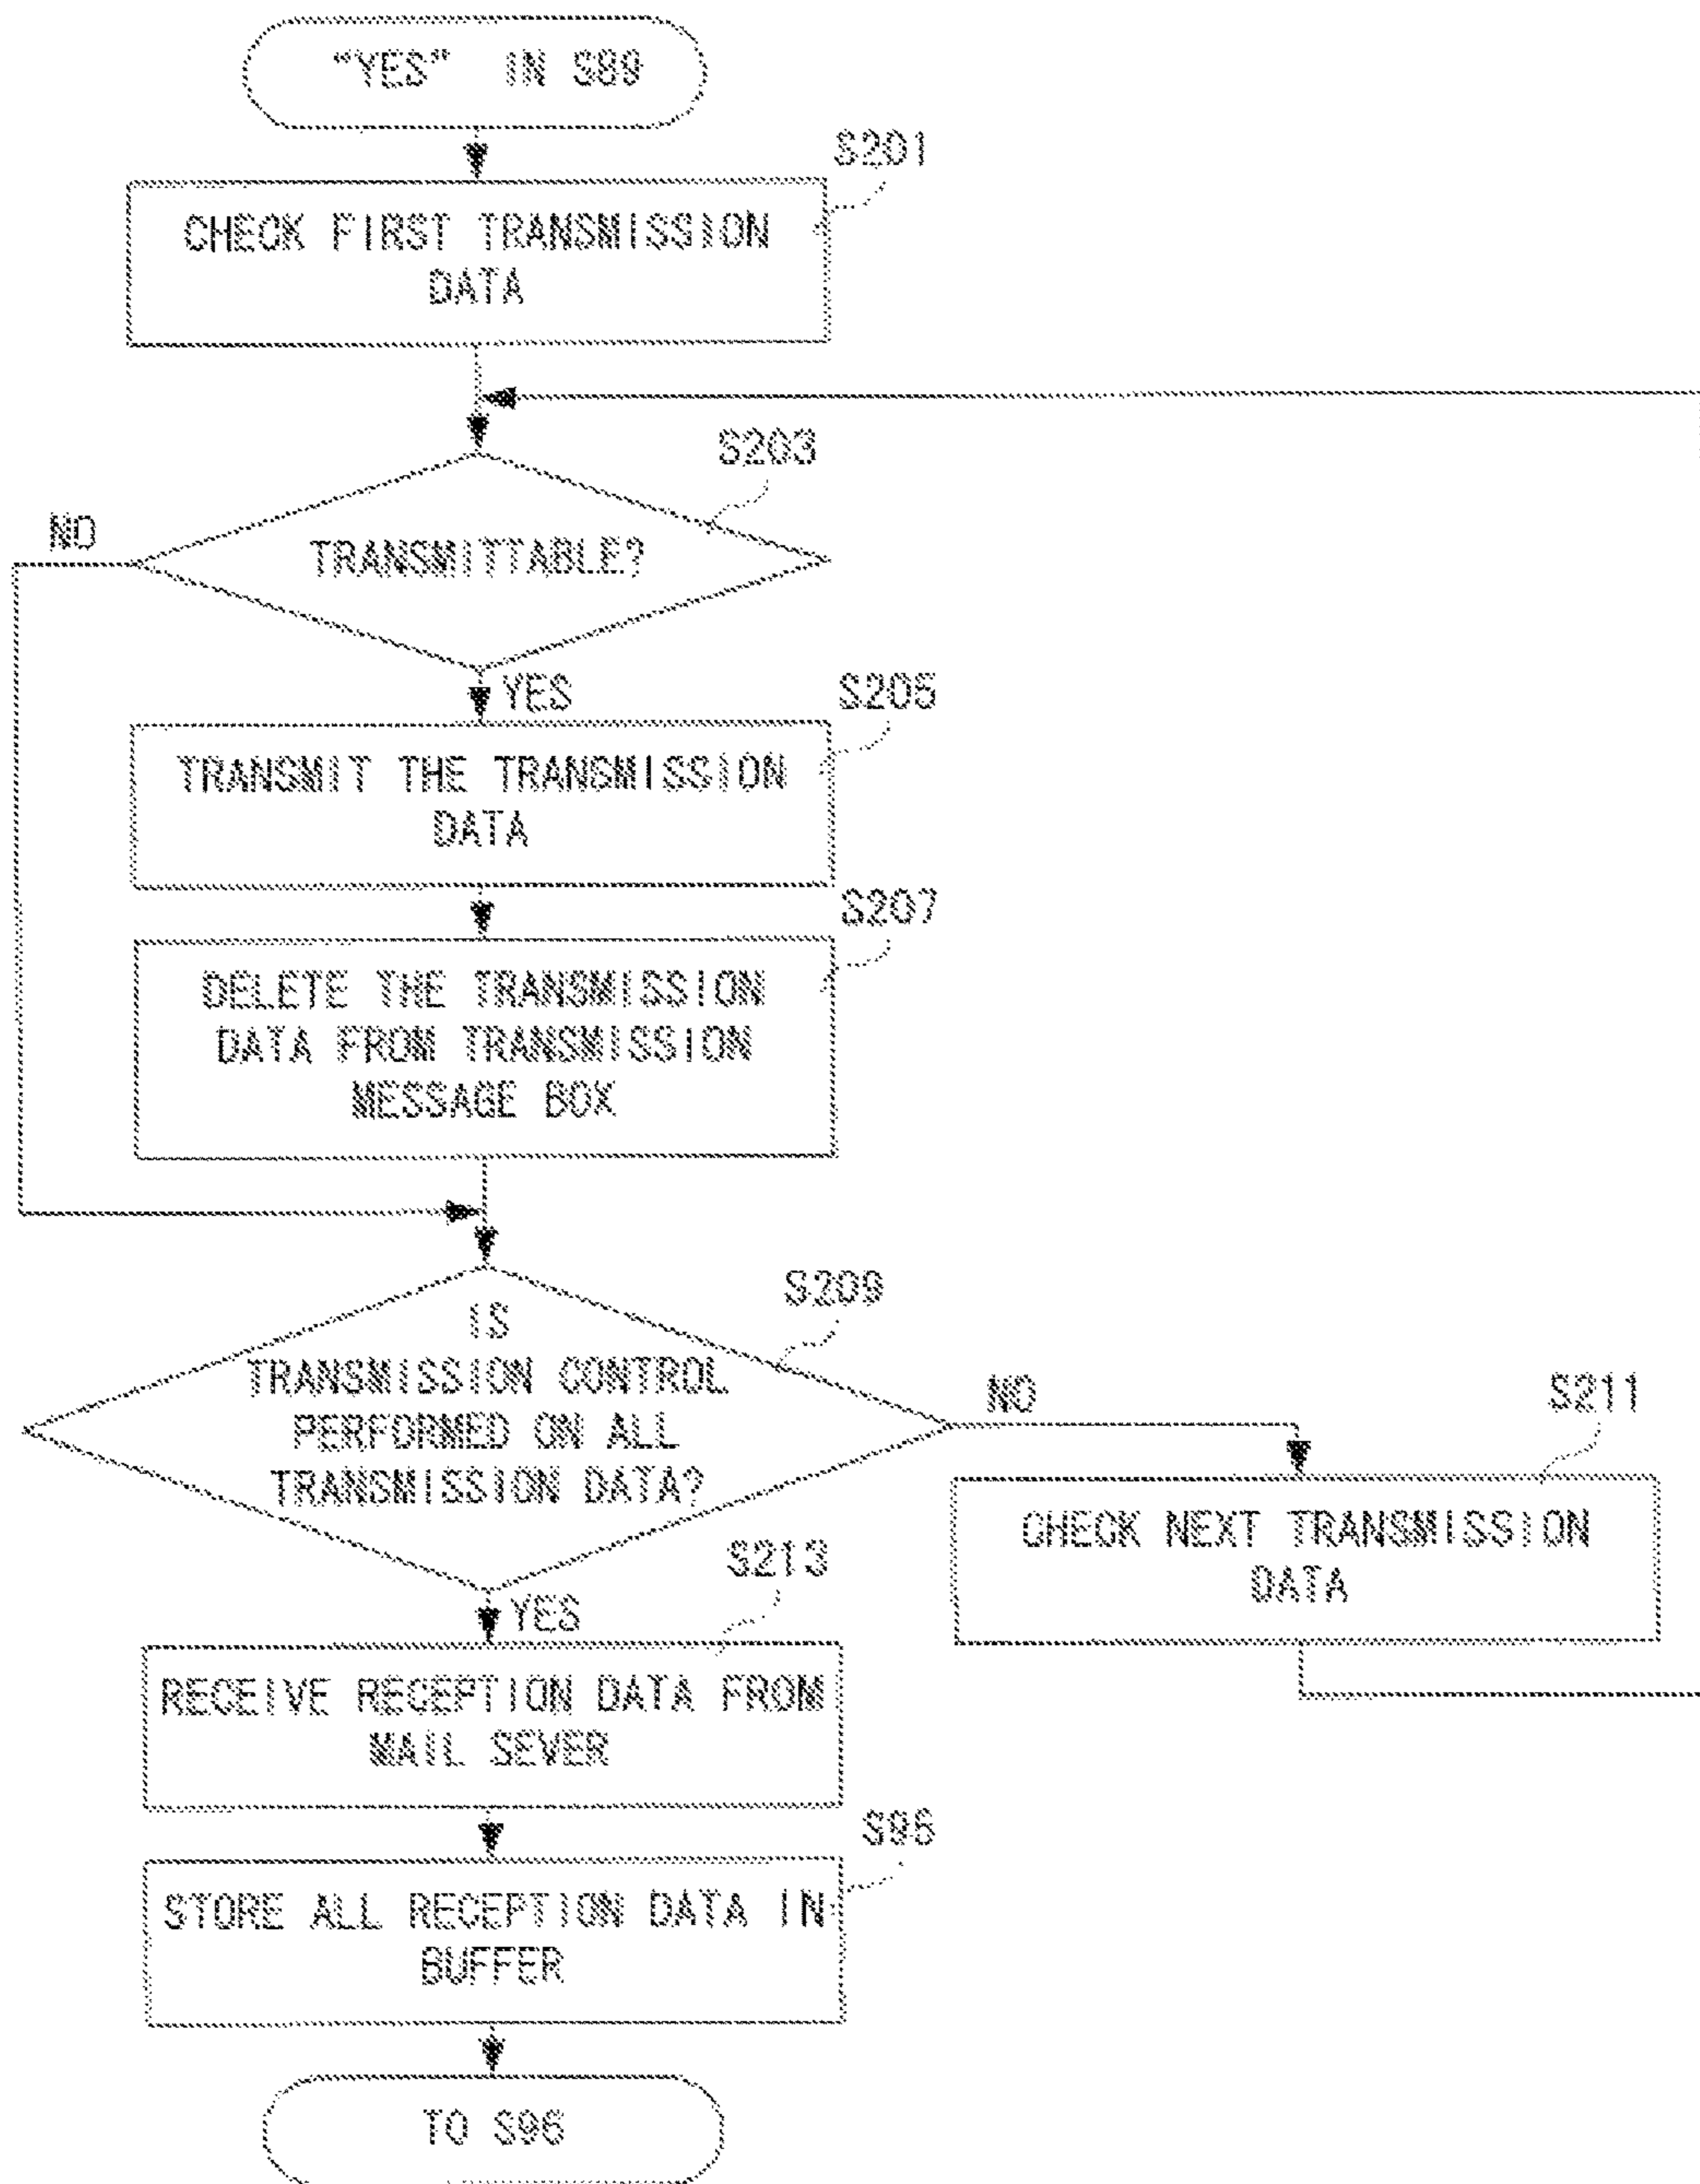 "YES" IN S89
S201
CHECK FIRST TRANSMISSION
DATA
S203
NO
TRANSMITTABLE?
YES
S205
TRANSMIT THE TRANSMISSION
DATA
S207
DELETE THE TRANSMISSION
DATA FROM TRANSMISSION
MESSAGE BOX
S209
IS
TRANSMISSION CONTROL
PERFORMED ON ALL
TRANSMISSION DATA?
NO
S211
CHECK NEXT TRANSMISSION
DATA
S213
YES
RECEIVE RECEPTION DATA FROM
MAIL SEVER
S95
STORE ALL RECEPTION DATA IN
BUFFER
TO S96